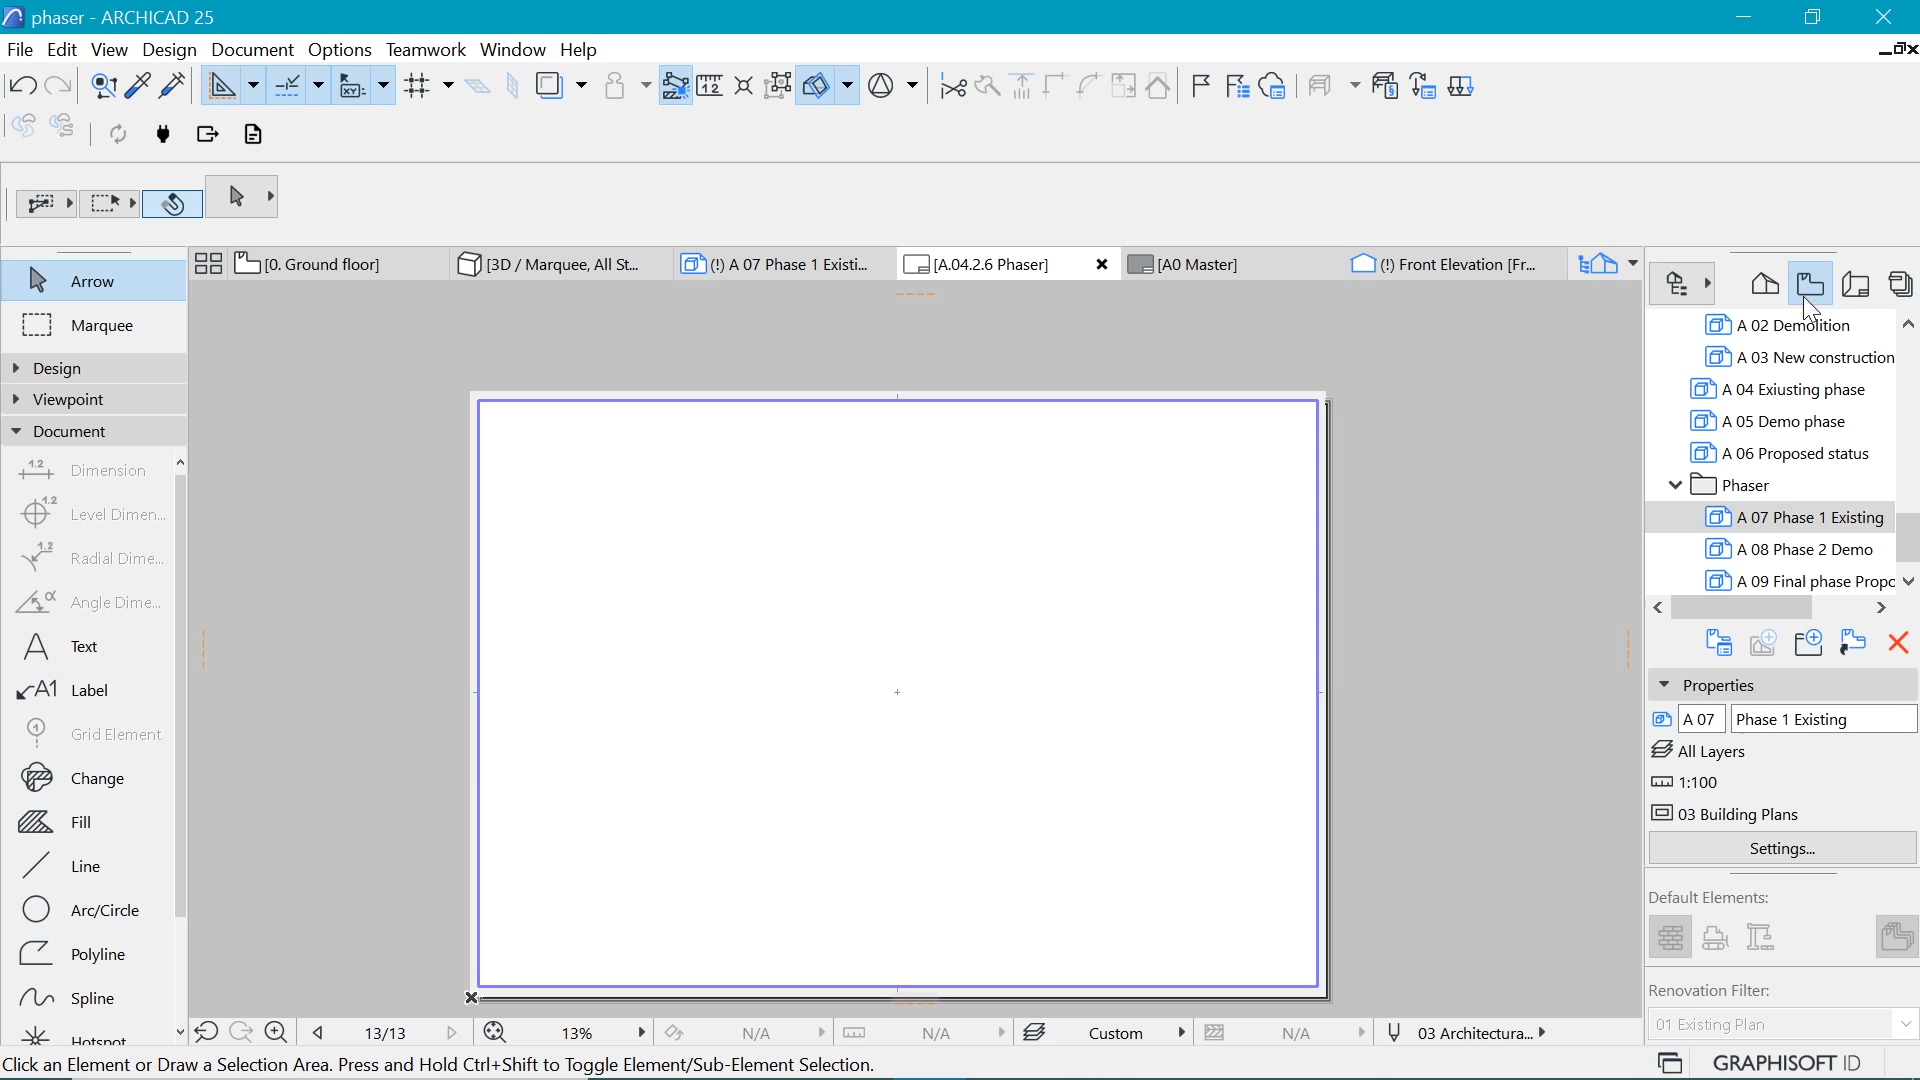 phaser - ARCHICAD 25
File Edit View Design Document Options Teamwork Window Help
[0. Ground floor] [3D / Marquee, All St... (!) A 07 Phase 1 Existi... [A.04.2.6 Phaser] [A0 Master] (!) Front Elevation [Fr...
Arrow
Marquee
Design
Viewpoint
Document
Dimension
Level Dimen...
Radial Dime...
Angle Dime...
Text
Label
Grid Element
Change
Fill
Line
Arc/Circle
Polyline
Spline
Hotspot
A 02 Demolition
A 03 New construction
A 04 Exiusting phase
A 05 Demo phase
A 06 Proposed status
Phaser
A 07 Phase 1 Existing
A 08 Phase 2 Demo
A 09 Final phase Propo
Properties
A 07 Phase 1 Existing
All Layers
1:100
03 Building Plans
Settings...
Default Elements:
Renovation Filter:
01 Existing Plan
13/13 13% N/A N/A Custom N/A 03 Architectura...
Click an Element or Draw a Selection Area. Press and Hold Ctrl+Shift to Toggle Element/Sub-Element Selection.
GRAPHISOFT ID